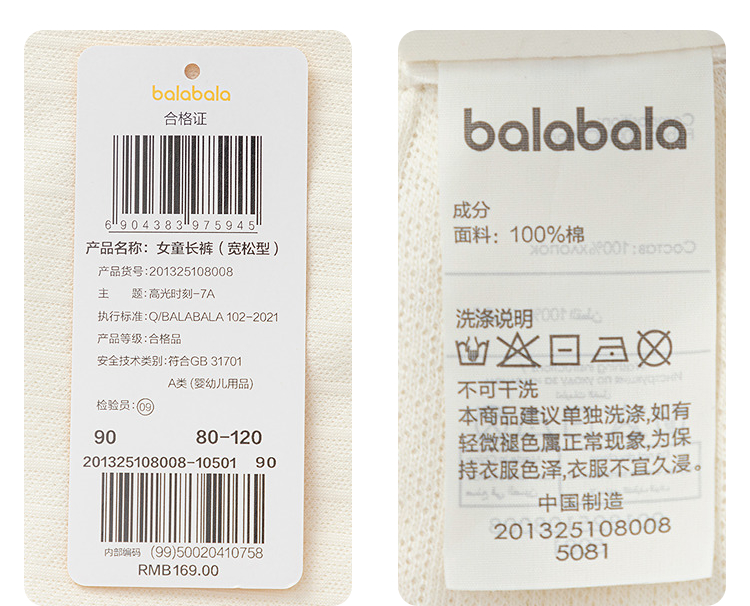 balabala
合格证
6 904383 975945
产品名称: 女童长裤 (宽松型)
产品货号:201325108008
主 题:高光时刻-7A
执行标准:Q/BALABALA 102-2021
产品等级:合格品
安全技术类别:符合GB 31701
A类 (婴幼儿用品)
检验员: 09
90 80-120
201325108008-10501 90
内部编码 (99)50020410758
RMB169.00
balabala
成分
面料: 100%棉
Состав: 100%хлопок
洗涤说明
不可干洗
本商品建议单独洗涤,如有
轻微褪色属正常现象,为保
持衣服色泽,衣服不宜久浸。
中国制造
201325108008
5081